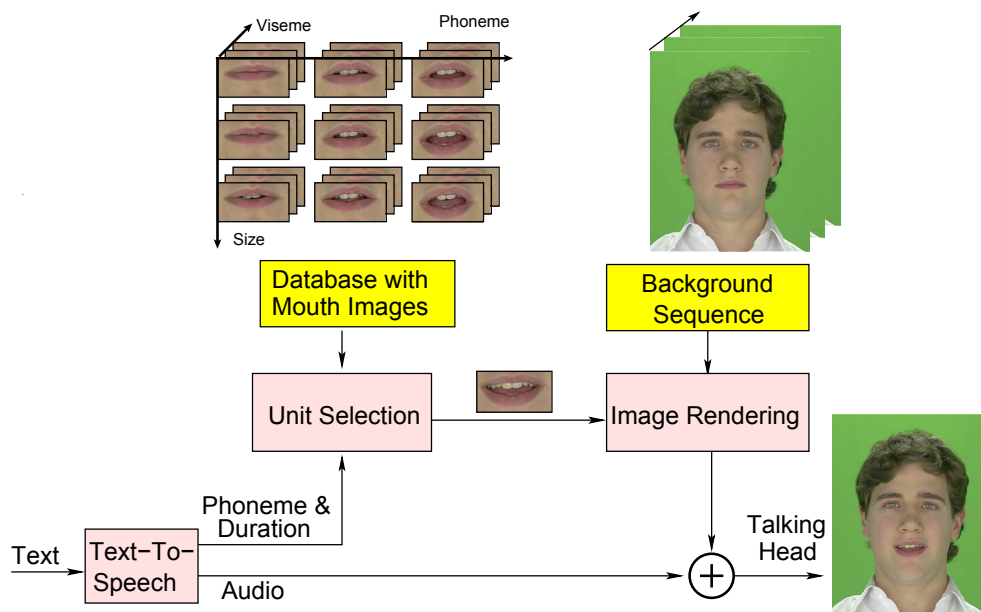 Viseme
Phoneme
Size
Database with
Mouth Images
Background
Sequence
Unit Selection
Image Rendering
Phoneme &
Duration
Talking
Head
Text
Text-To-
Speech
Audio